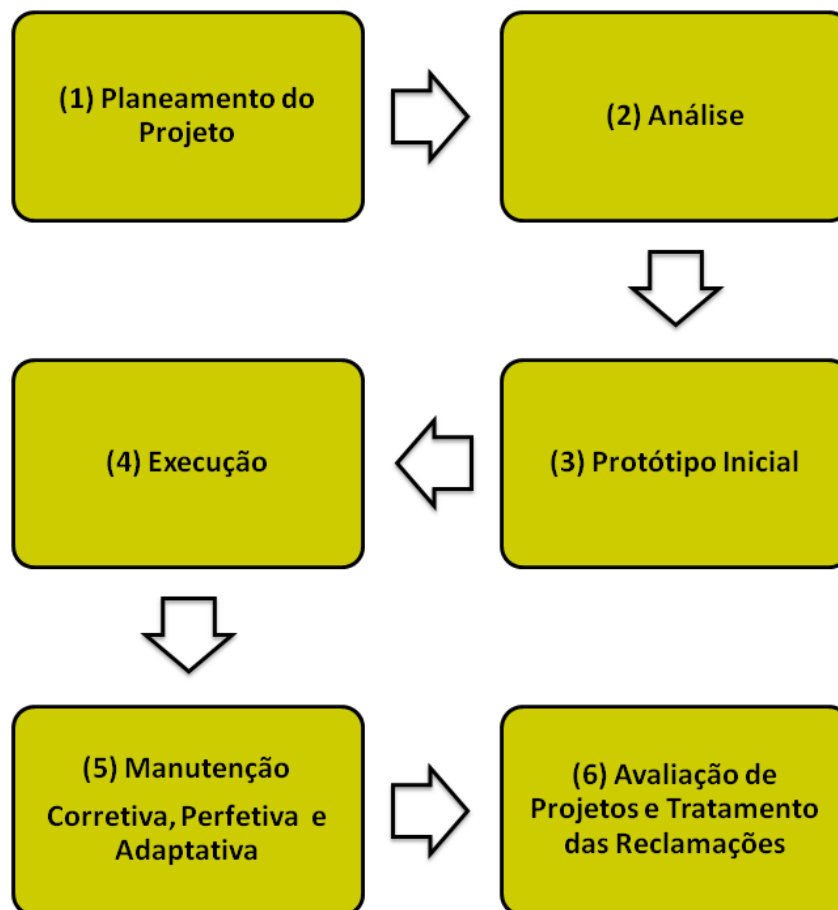 (1) Planeamento do
Projeto
(2) Análise
(3) Protótipo Inicial
(4) Execução
(5) Manutenção
Corretiva, Perfetiva e
Adaptativa
(6) Avaliação de
Projetos e Tratamento
das Reclamações